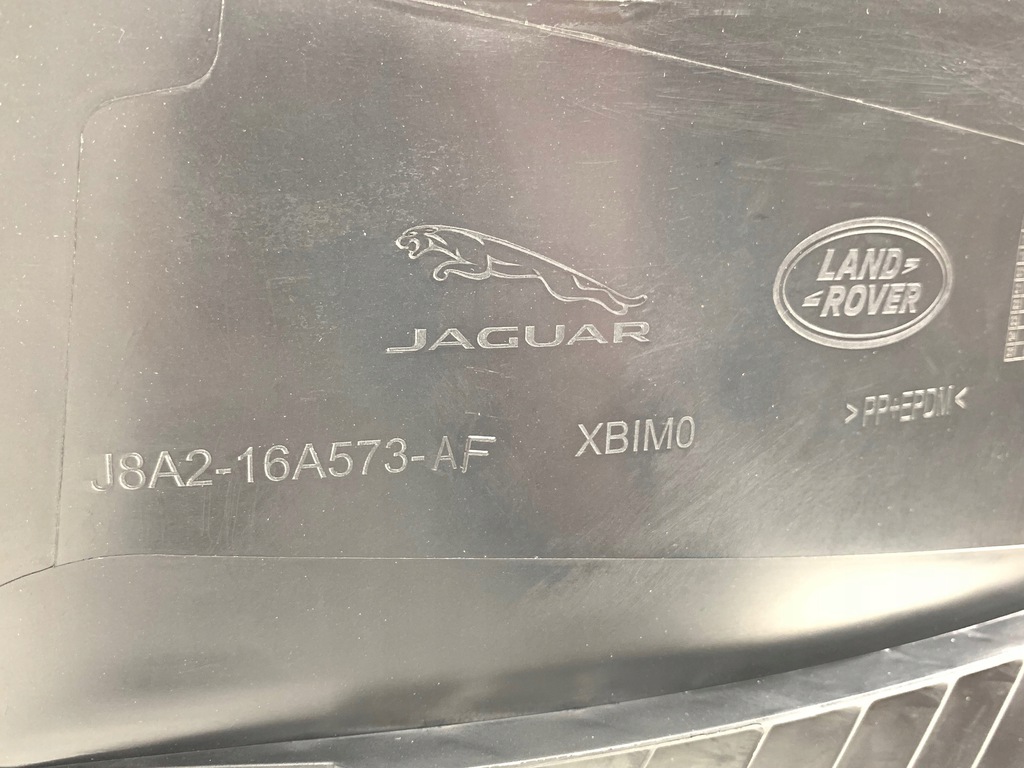 JAGUAR
LAND
ROVER
J8A2-16A573-AF
XBIM0
>PP+EPDM<